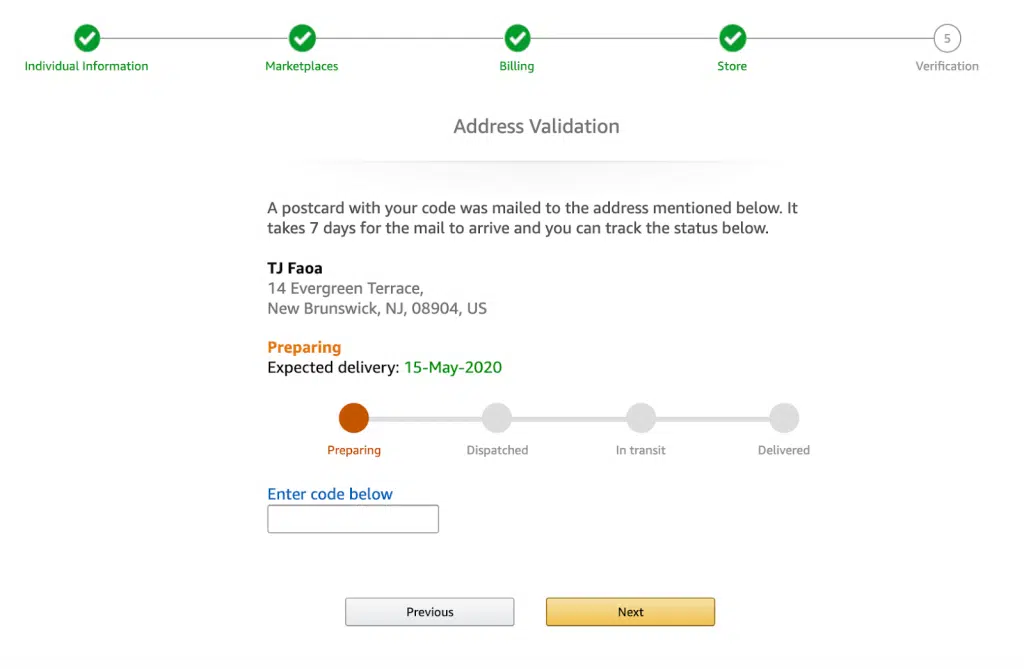 5
Individual Information
Marketplaces
Billing
Store
Verification
Address Validation
A postcard with your code was mailed to the address mentioned below. It
takes 7 days for the mail to arrive and you can track the status below.
TJ Faoa
14 Evergreen Terrace,
New Brunswick, NJ, 08904, US
Preparing
Expected delivery: 15-May-2020
Preparing
Dispatched
In transit
Delivered
Enter code below
Previous
Next